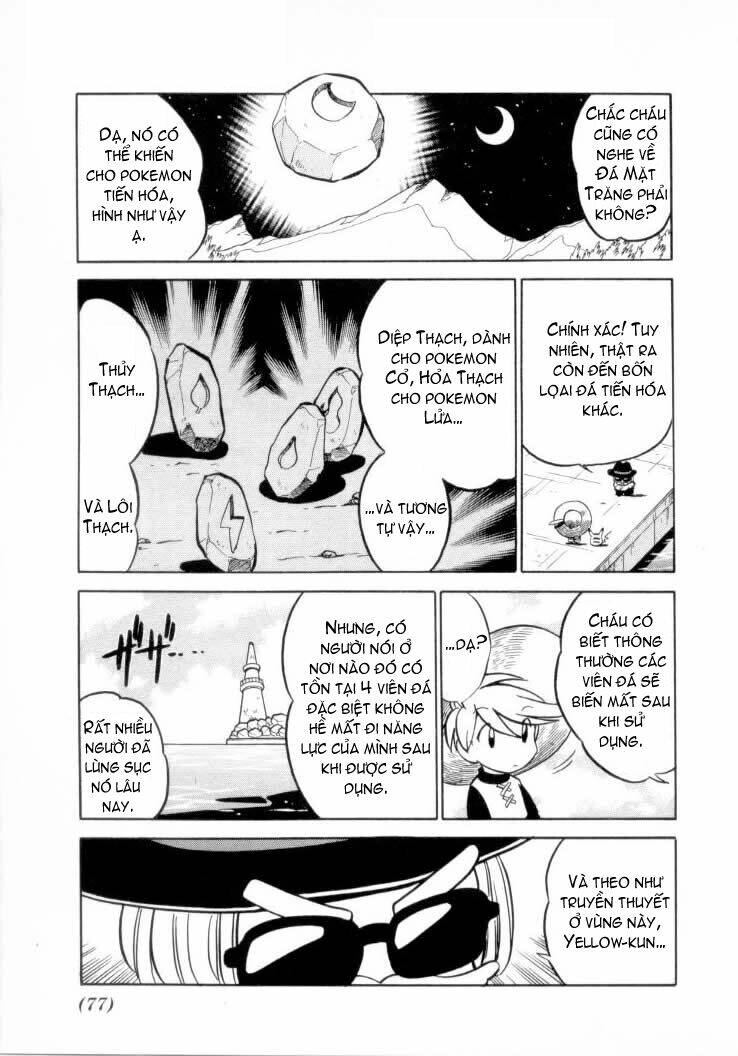 Chắc cháu
cũng có
nghe về
Đá Mặt
Trăng phải
không?
Dạ, nó có
thể khiến
cho pokemon
tiến hóa,
hình như vậy
ạ.
Chính xác! Tuy
nhiên, thật ra
còn đến bốn
lọai đá tiến hóa
khác.
Diệp Thạch, dành
cho pokemon
Cỏ, Hỏa Thạch
cho pokemon
Lửa...
...và tương
tự vậy...
Thủy
Thạch...
Và Lôi
Thạch.
Cháu có
biết thông
thường các
viên đá sẽ
biến mất sau
khi sử
dụng.
...dạ?
Nhưng, có
người nói ở
nơi nào đó có
tồn tại 4 viên đá
đặc biệt không
hề mất đi năng
lực của mình sau
khi được sử
dụng.
ザザ
Rất nhiều
người đã
lùng sục
nó lâu
nay.
Và theo như
truyền thuyết
ở vùng này,
Yellow-kun...
(77)